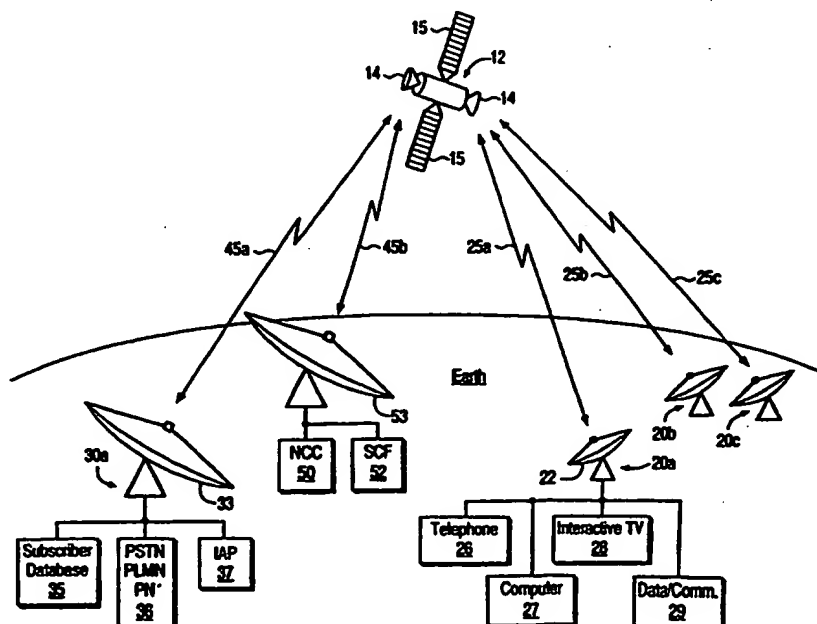 15
12
14
14
15
45a
45b
25a
25b
25c
Earth
53
20b
20c
30a
33
NCC
50
SCF
52
22
20a
Subscriber
Database
35
PSTN
PLMN
PN
36
IAP
37
Telephone
26
Interactive TV
28
Computer
27
Data/Comm.
29